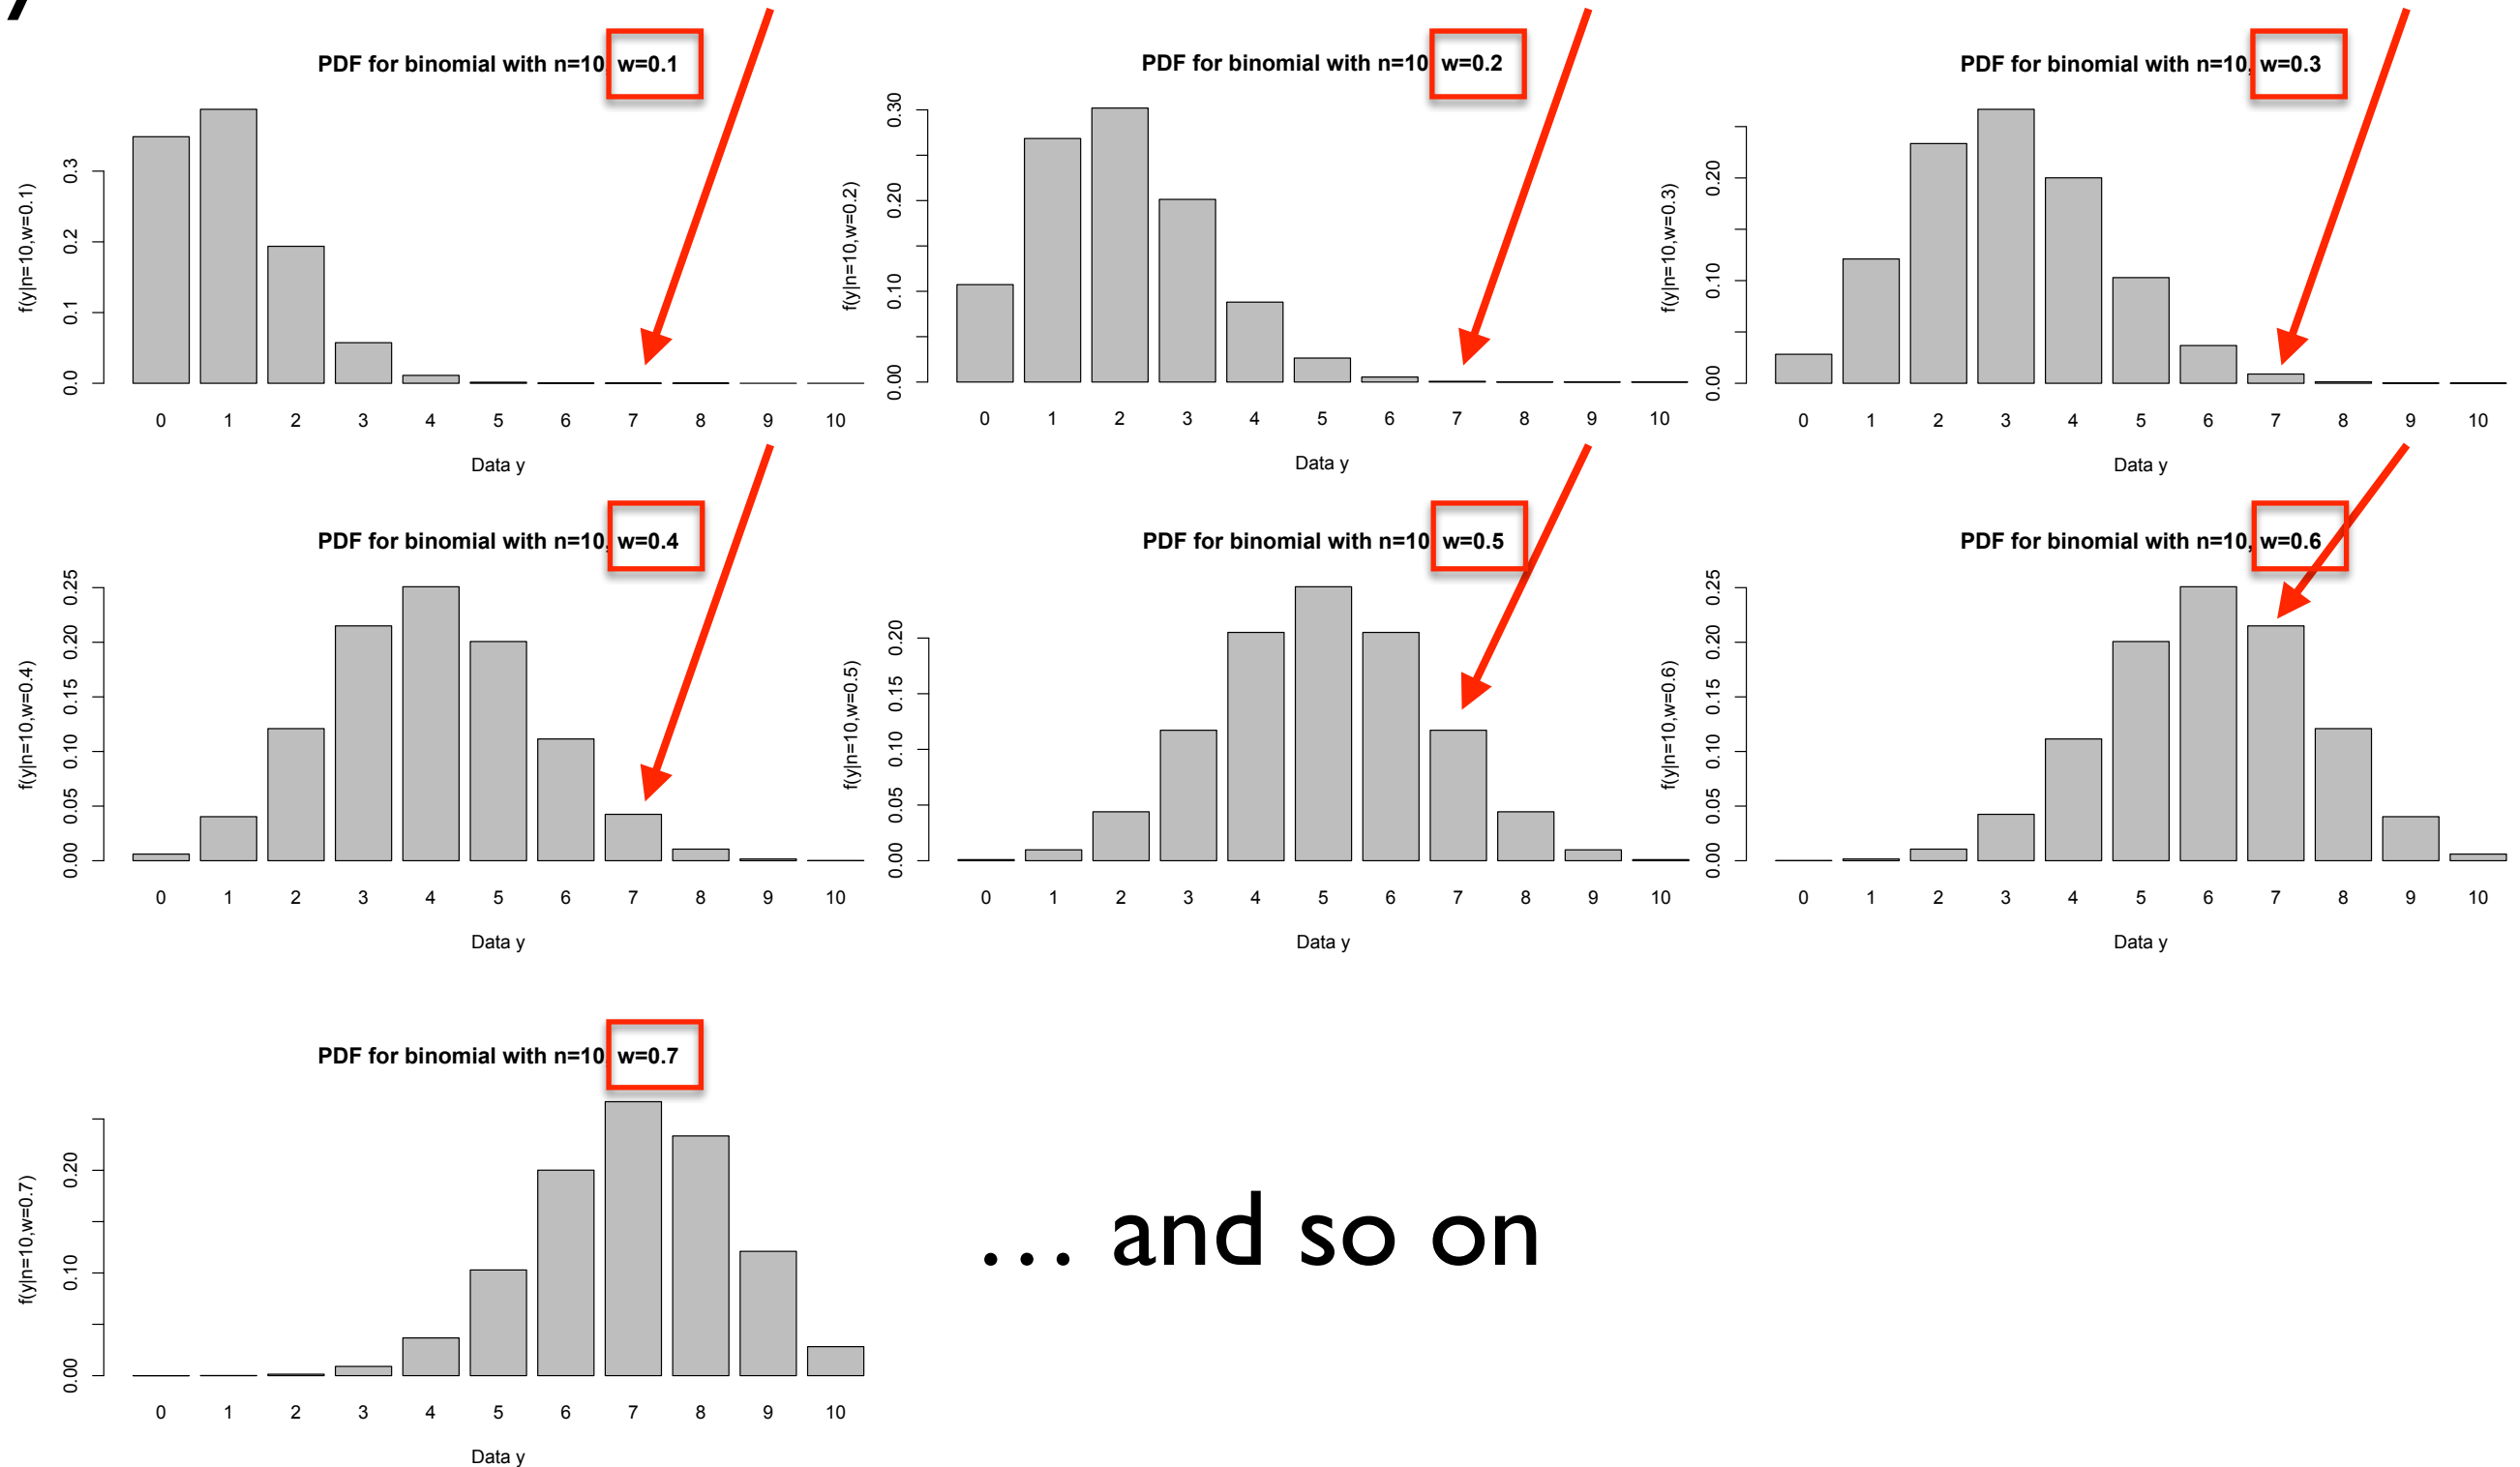 PDF for binomial with n=10, w=0.1
f(y|n=10,w=0.1)
0.0 0.1 0.2 0.3
0 1 2 3 4 5 6 7 8 9 10
Data y
PDF for binomial with n=10 w=0.2
f(y|n=10,w=0.2)
0.00 0.10 0.20 0.30
0 1 2 3 4 5 6 7 8 9 10
Data y
PDF for binomial with n=10, w=0.3
f(y|n=10,w=0.3)
0.00 0.10 0.20
0 1 2 3 4 5 6 7 8 9 10
Data y
PDF for binomial with n=10, w=0.4
f(y|n=10,w=0.4)
0.00 0.05 0.10 0.15 0.20 0.25
0 1 2 3 4 5 6 7 8 9 10
Data y
PDF for binomial with n=10 w=0.5
f(y|n=10,w=0.5)
0.00 0.05 0.10 0.15 0.20
0 1 2 3 4 5 6 7 8 9 10
Data y
PDF for binomial with n=10, w=0.6
f(y|n=10,w=0.6)
0.00 0.05 0.10 0.15 0.20 0.25
0 1 2 3 4 5 6 7 8 9 10
Data y
PDF for binomial with n=10, w=0.7
f(y|n=10,w=0.7)
0.00 0.10 0.20
0 1 2 3 4 5 6 7 8 9 10
Data y
... and so on